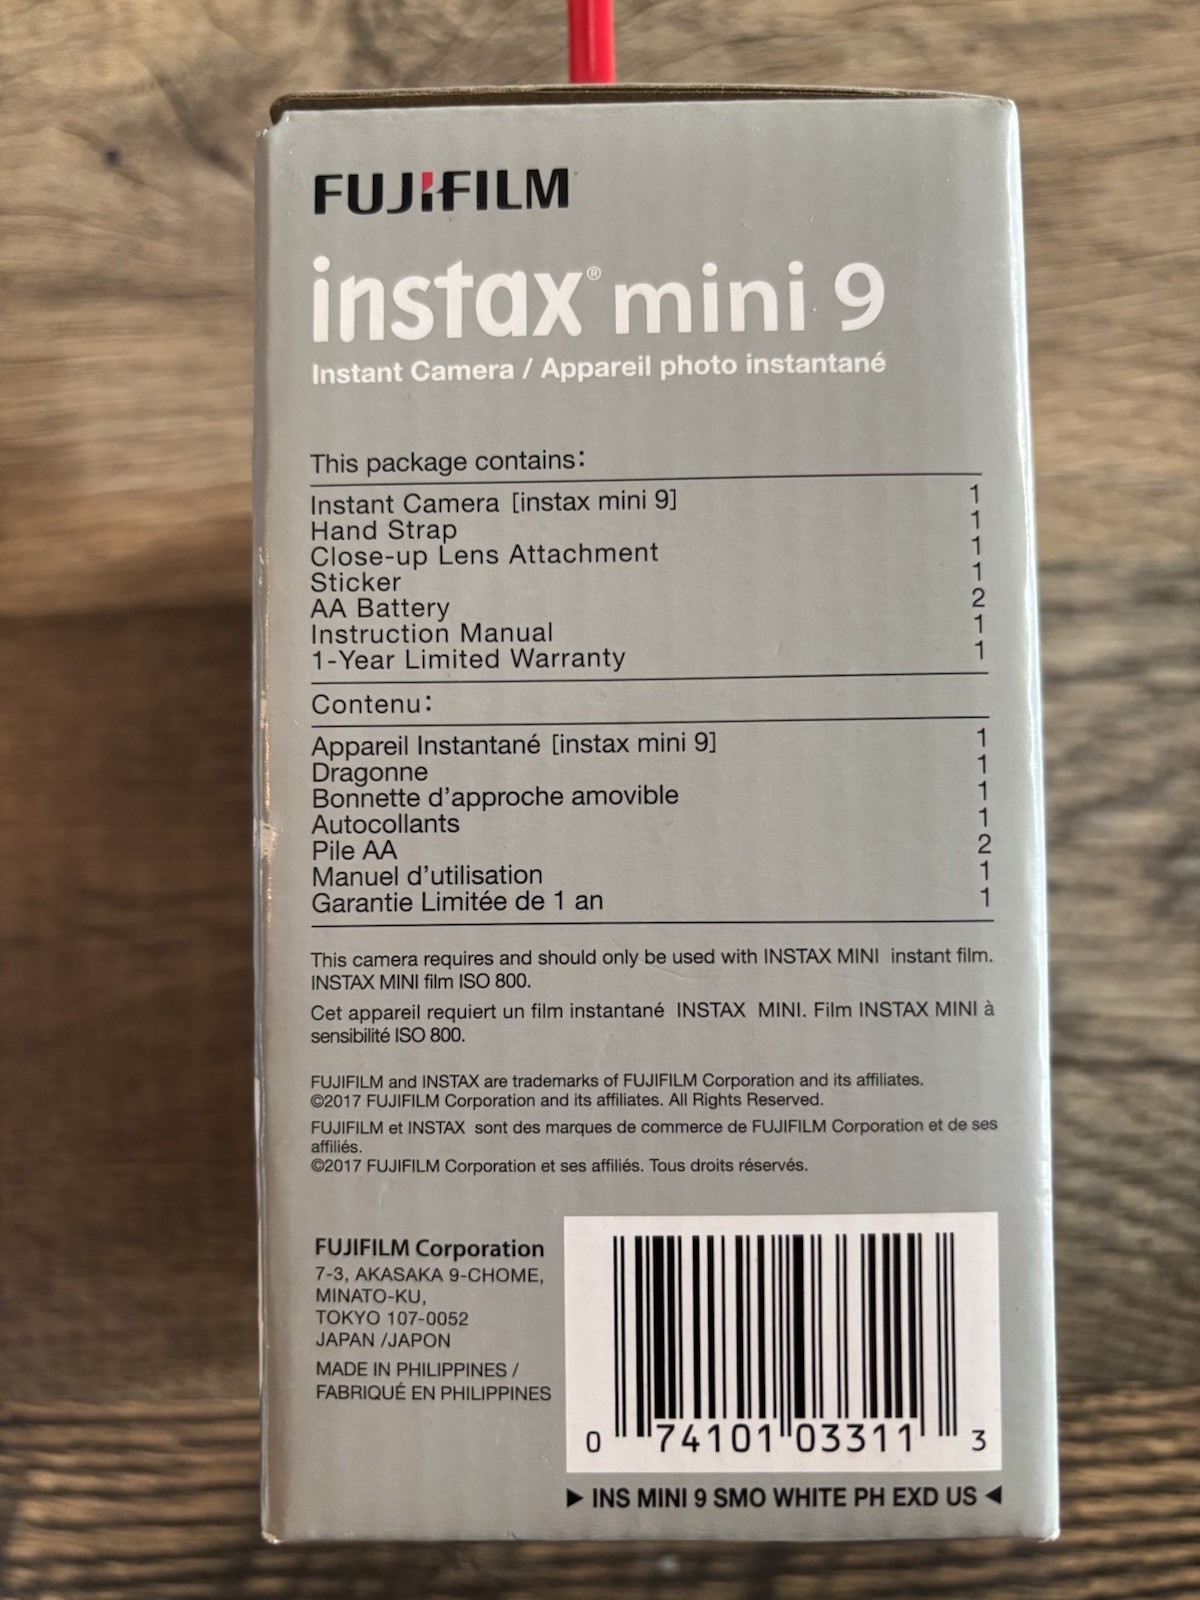 FUJIFILM
instax® mini 9
Instant Camera / Appareil photo instantané
This package contains:
Instant Camera [instax mini 9] 1
Hand Strap 1
Close-up Lens Attachment 1
Sticker 1
AA Battery 2
Instruction Manual 1
1-Year Limited Warranty 1
Contenu:
Appareil Instantané [instax mini 9] 1
Dragonne 1
Bonnette d'approche amovible 1
Autocollants 1
Pile AA 2
Manuel d'utilisation 1
Garantie Limitée de 1 an 1
This camera requires and should only be used with INSTAX MINI instant film.
INSTAX MINI film ISO 800.
Cet appareil requiert un film instantané INSTAX MINI. Film INSTAX MINI à
sensibilité ISO 800.
FUJIFILM and INSTAX are trademarks of FUJIFILM Corporation and its affiliates.
©2017 FUJIFILM Corporation and its affiliates. All Rights Reserved.
FUJIFILM et INSTAX sont des marques de commerce de FUJIFILM Corporation et de ses
affiliés.
©2017 FUJIFILM Corporation et ses affiliés. Tous droits réservés.
FUJIFILM Corporation
7-3, AKASAKA 9-CHOME,
MINATO-KU,
TOKYO 107-0052
JAPAN /JAPON
MADE IN PHILIPPINES /
FABRIQUÉ EN PHILIPPINES
0 74101 03311 3
▶ INS MINI 9 SMO WHITE PH EXD US ◀